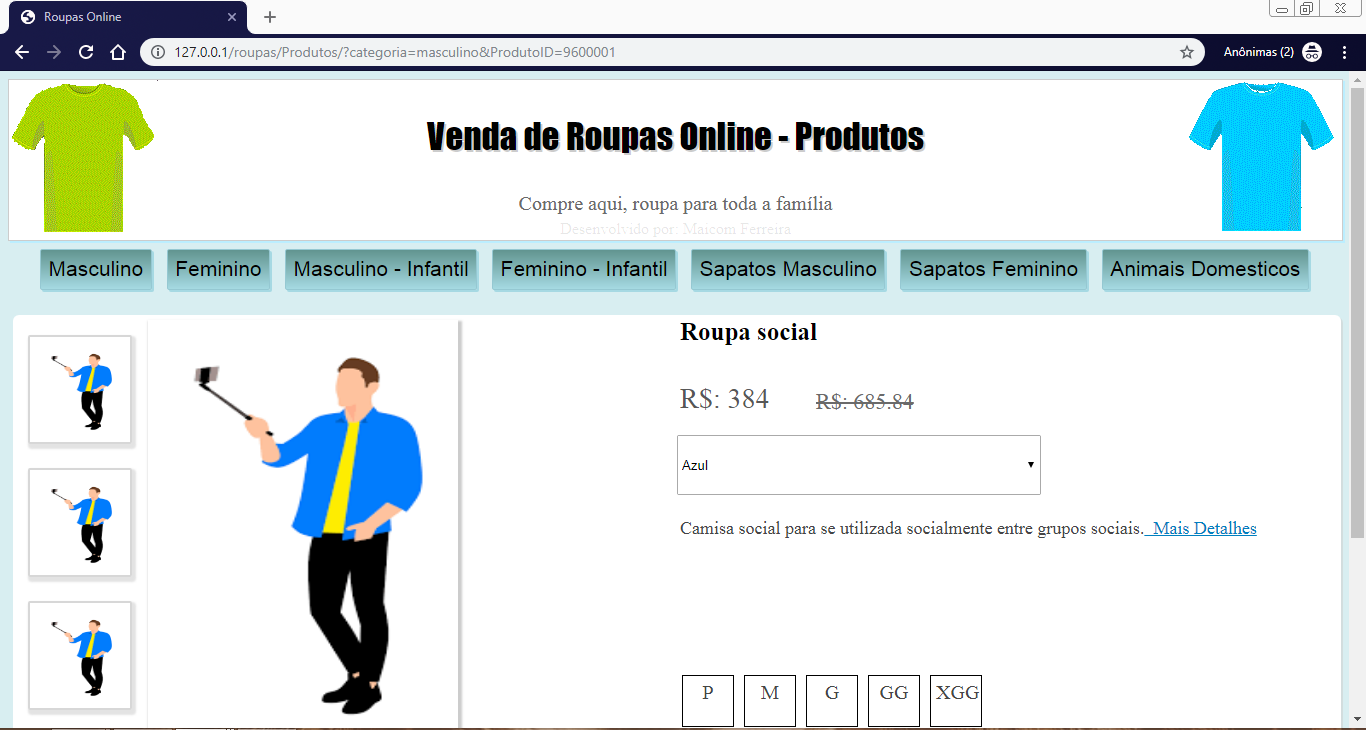 Roupas Online
127.0.0.1/roupas/Produtos/?categoria=masculino&ProdutoID=9600001
Anônimas (2)
Venda de Roupas Online - Produtos
Compre aqui, roupa para toda a família
Desenvolvido por: Maicom Ferreira
Masculino
Feminino
Masculino - Infantil
Feminino - Infantil
Sapatos Masculino
Sapatos Feminino
Animais Domesticos
Roupa social
R$: 384
R$: 685.84
Azul
Camisa social para se utilizada socialmente entre grupos sociais. Mais Detalhes
P
M
G
GG
XGG